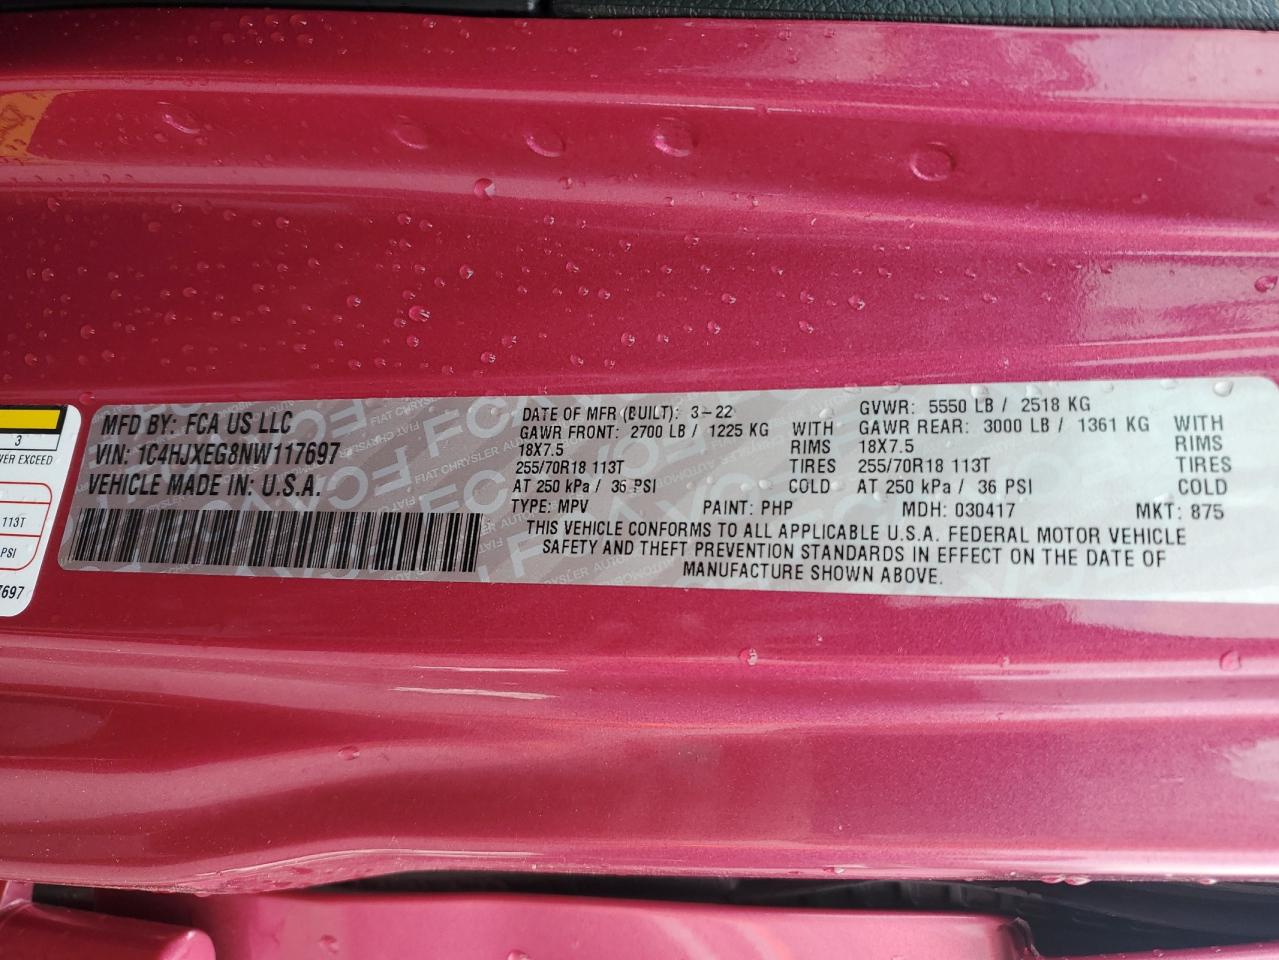 3
WER EXCEED
113T
PSI
7697
MFD BY: FCA US LLC
VIN: 1C4HJXEG8NW117697
VEHICLE MADE IN: U.S.A.
DATE OF MFR (BUILT): 3-22 GVWR: 5550 LB / 2518 KG
GAWR FRONT: 2700 LB / 1225 KG WITH GAWR REAR: 3000 LB / 1361 KG WITH
18X7.5 RIMS 18X7.5 RIMS
255/70R18 113T TIRES 255/70R18 113T TIRES
AT 250 kPa / 36 PSI COLD AT 250 kPa / 36 PSI COLD
TYPE: MPV PAINT: PHP MDH: 030417 MKT: 875
THIS VEHICLE CONFORMS TO ALL APPLICABLE U.S.A. FEDERAL MOTOR VEHICLE
SAFETY AND THEFT PREVENTION STANDARDS IN EFFECT ON THE DATE OF
MANUFACTURE SHOWN ABOVE.